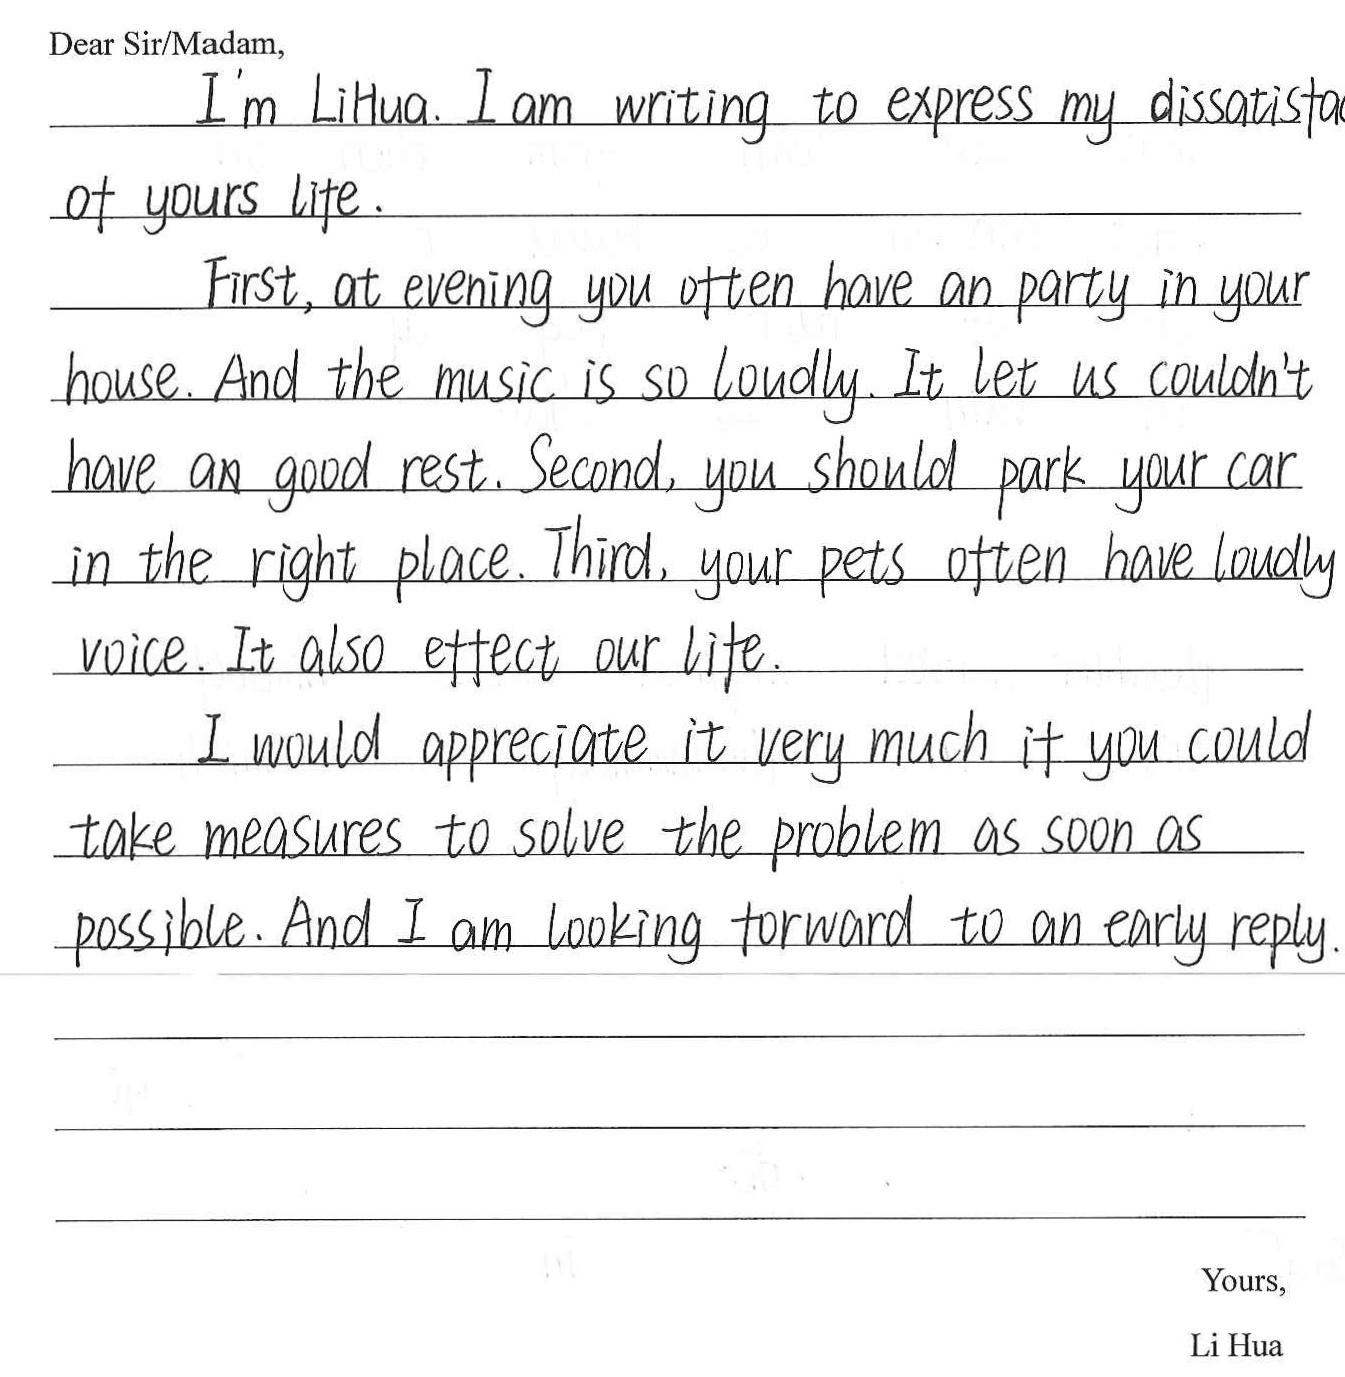 Dear Sir/Madam,
I'm LiHua. I am writing to express my
of yours life.
First, at evening you often have an party in your
house. And the music is so loudly. It let us couldn't
have an good rest. Second, you should park your car
in the right place. Third, your pets often have loudly
voice. It also effect our life.
I would appreciate it very much if you could
take measures to solve the problem as soon as
possible. And I am looking forward to an early reply.
Yours,
Li Hua